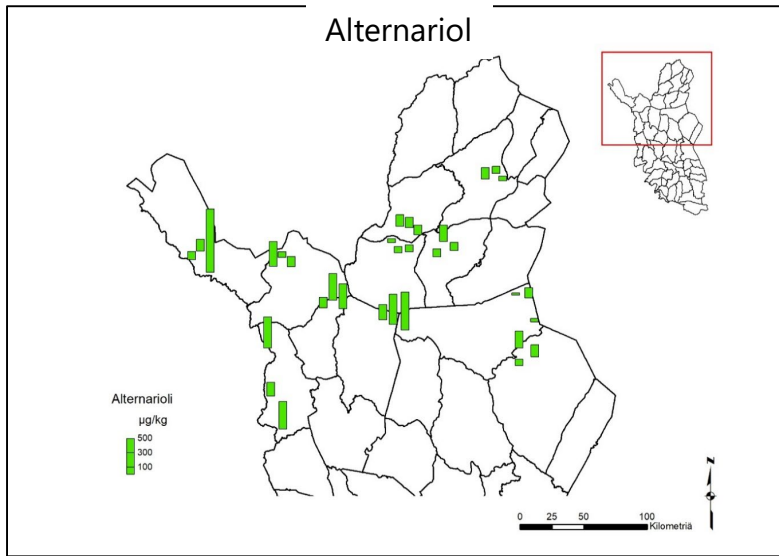 Alternariol
Alternarioli
µg/kg
500
300
100
N
0 25 50 100
Kilometriä